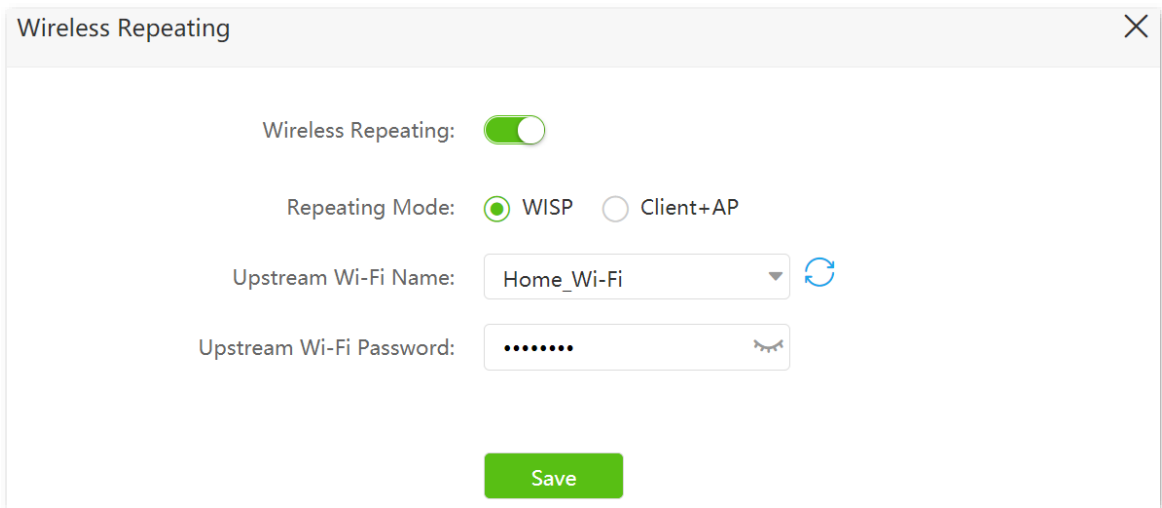 Wireless Repeating
Wireless Repeating:
Repeating Mode: WISP Client+AP
Upstream Wi-Fi Name: Home_Wi-Fi
Upstream Wi-Fi Password: ••••••••
Save